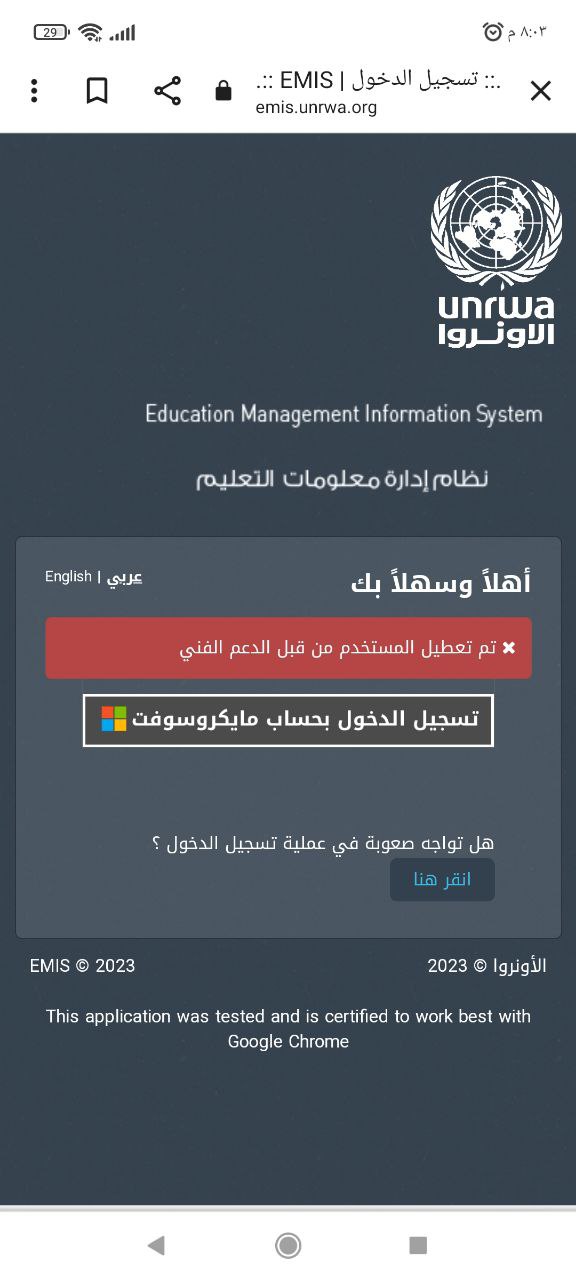 29
٨:٠٣ م
.:: تسجيل الدخول | EMIS ::.
emis.unrwa.org
unrwa
الاونروا
Education Management Information System
نظام إدارة معلومات التعليم
أهلاً وسهلاً بك
عربي | English
✖ تم تعطيل المستخدم من قبل الدعم الفني
تسجيل الدخول بحساب مايكروسوفت
هل تواجه صعوبة في عملية تسجيل الدخول ؟
انقر هنا
الأونروا © 2023
EMIS © 2023
This application was tested and is certified to work best with
Google Chrome